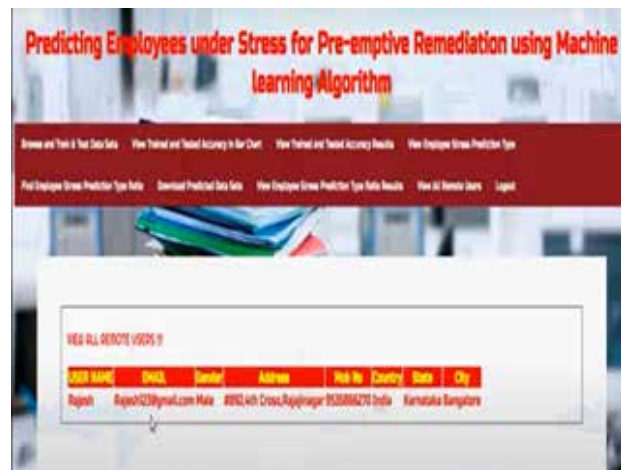 Predicting Employees under Stress for Pre-emptive Remediation using Machine
learning Algorithm
Browse and Train & Test Data Sets View Trained and Tested Accuracy in Bar Chart View Trained and Tested Accuracy Results View Employee Stress Prediction Type
Find Employee Stress Prediction Type Ratio Download Predicted Data Sets View Employee Stress Prediction Type Ratio Results View All Remote Users Logout
VIEW ALL REMOTE USERS !!
USER NAME EMAIL Gender Address Mob No Country State City
Rajesh Rajesh123@gmail.com Male #892,4th Cross,Rajajinagar 9535866270 India Karnataka Bangalore